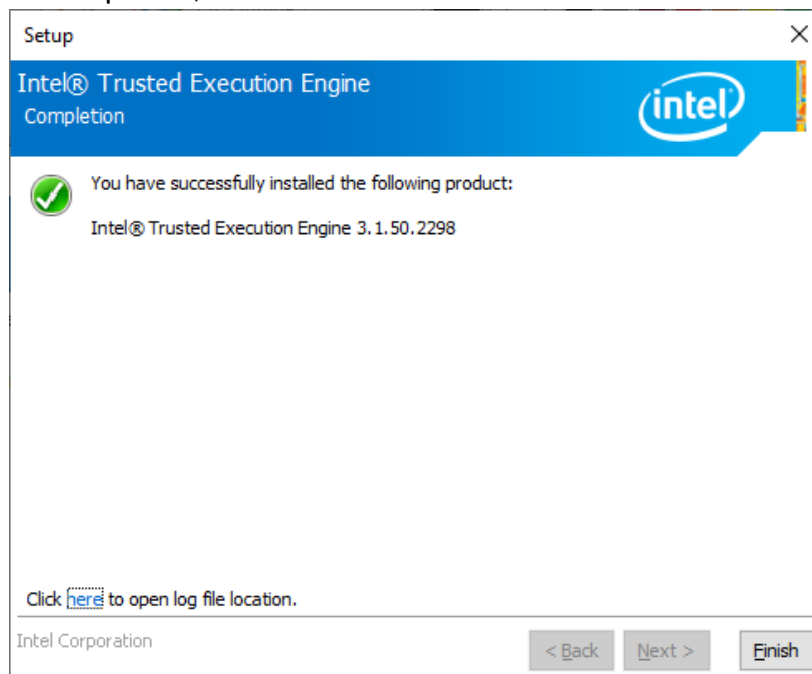 Setup
Intel® Trusted Execution Engine
Completion
intel
You have successfully installed the following product:
Intel® Trusted Execution Engine 3.1.50.2298
Click here to open log file location.
Intel Corporation
< Back Next > Finish